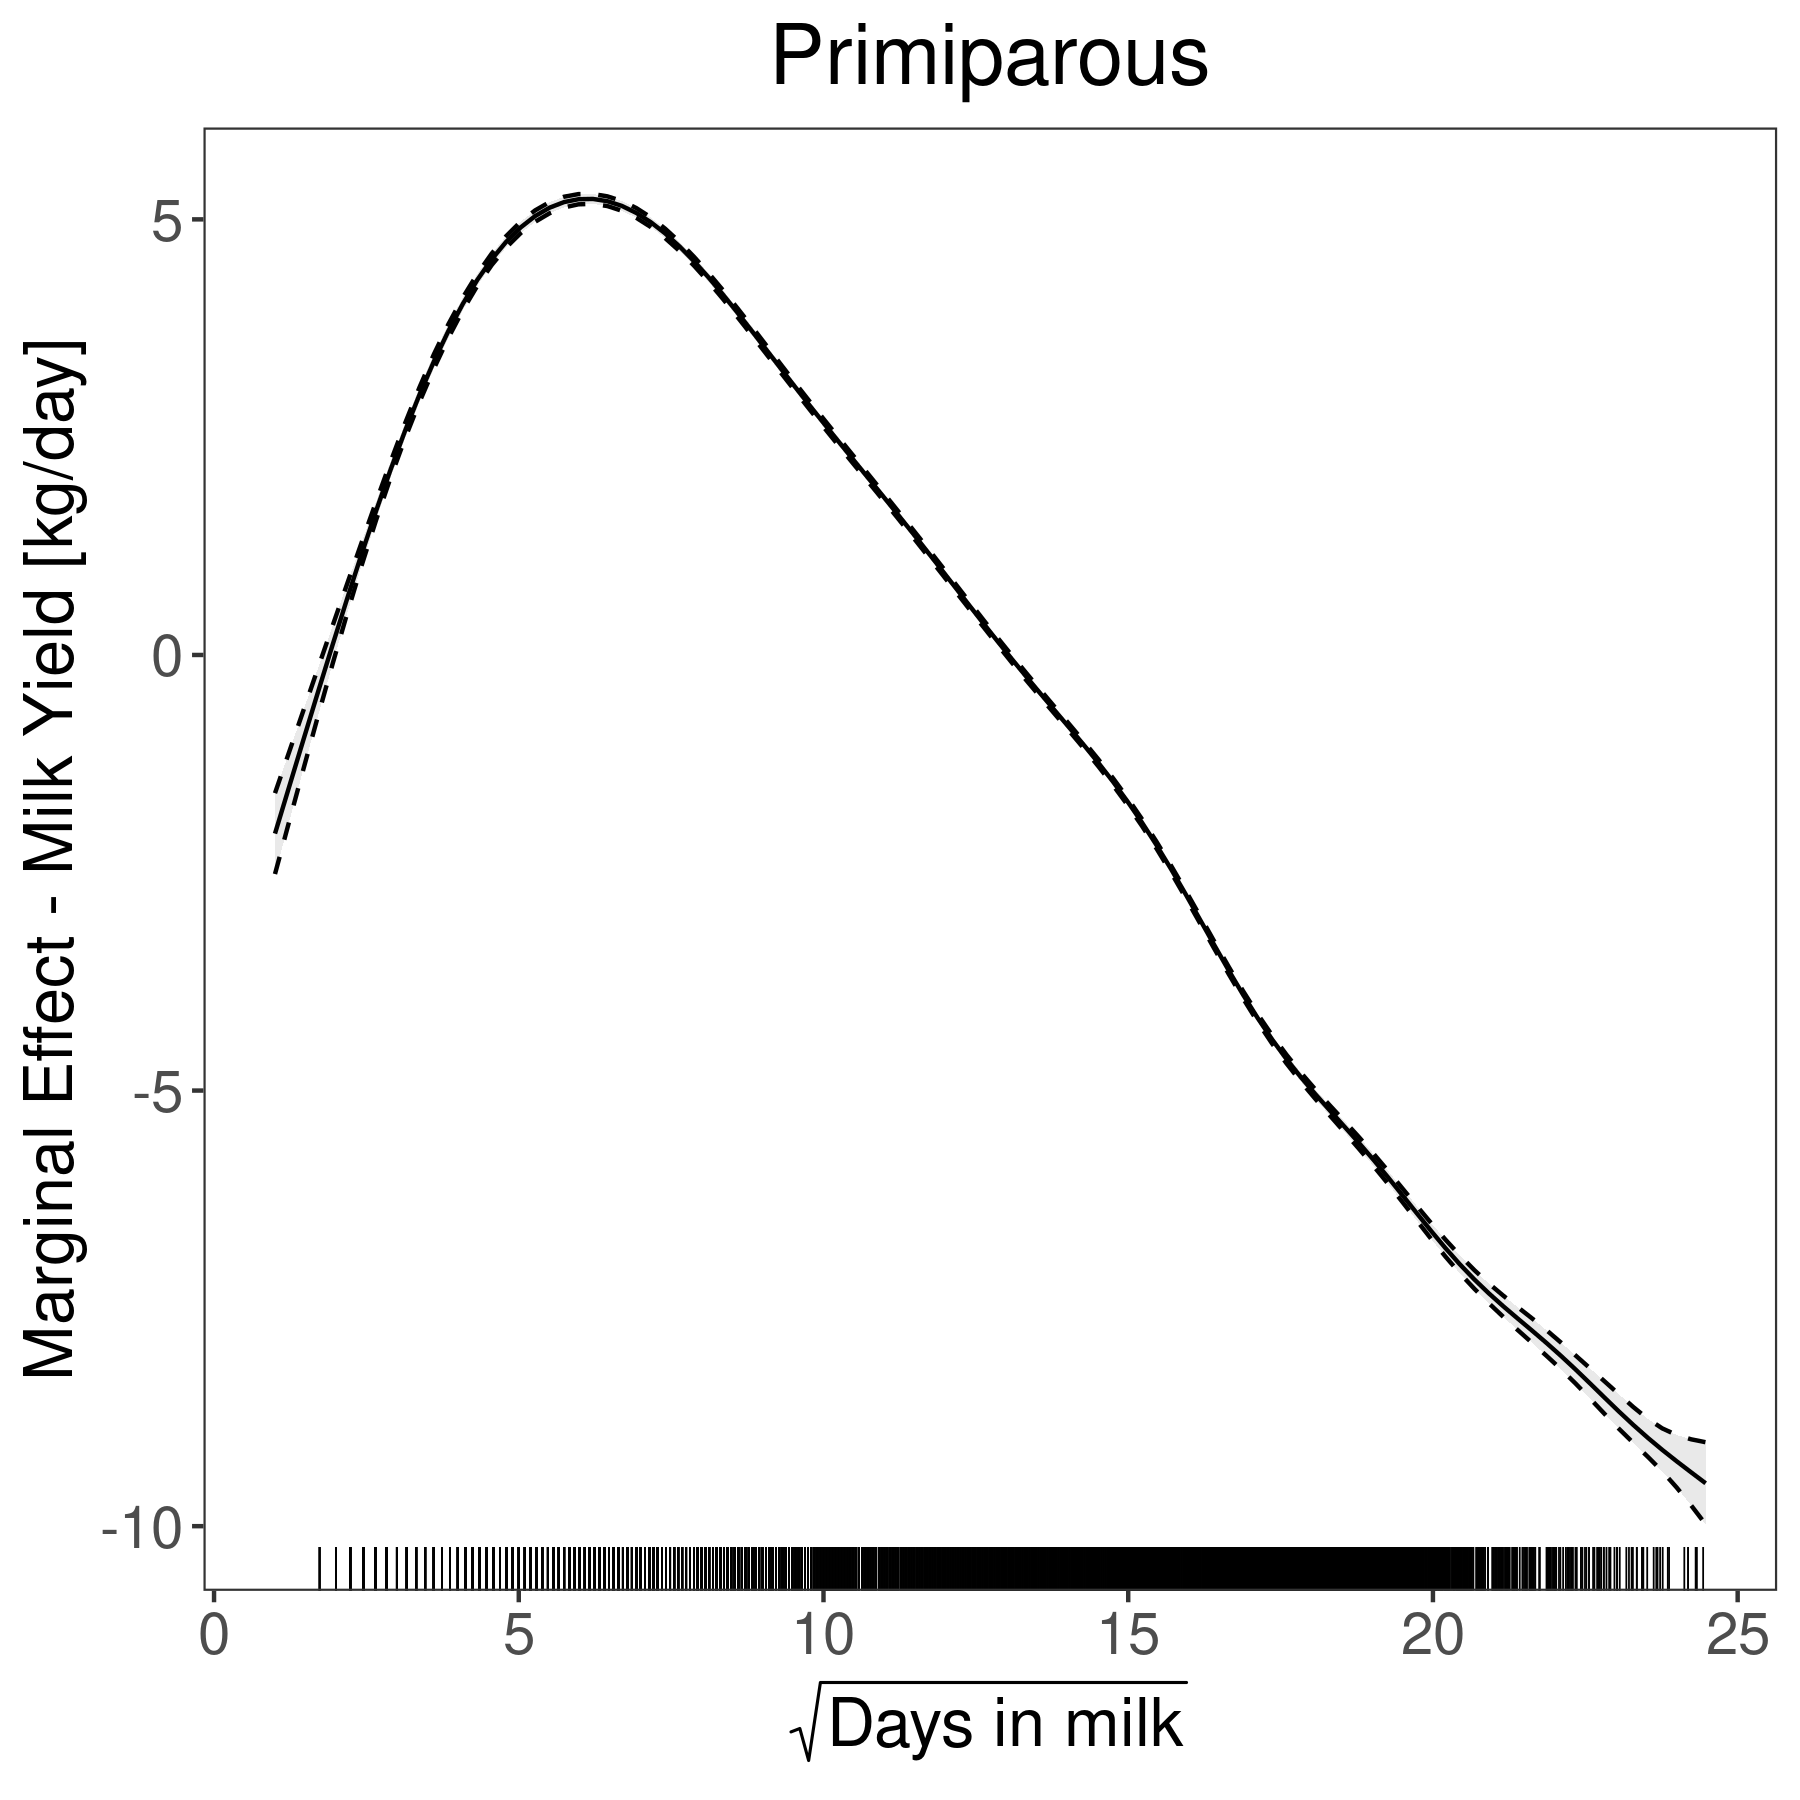 Primiparous
Marginal Effect - Milk Yield [kg/day]
5
0
-5
-10
0 5 10 15 20 25
√Days in milk